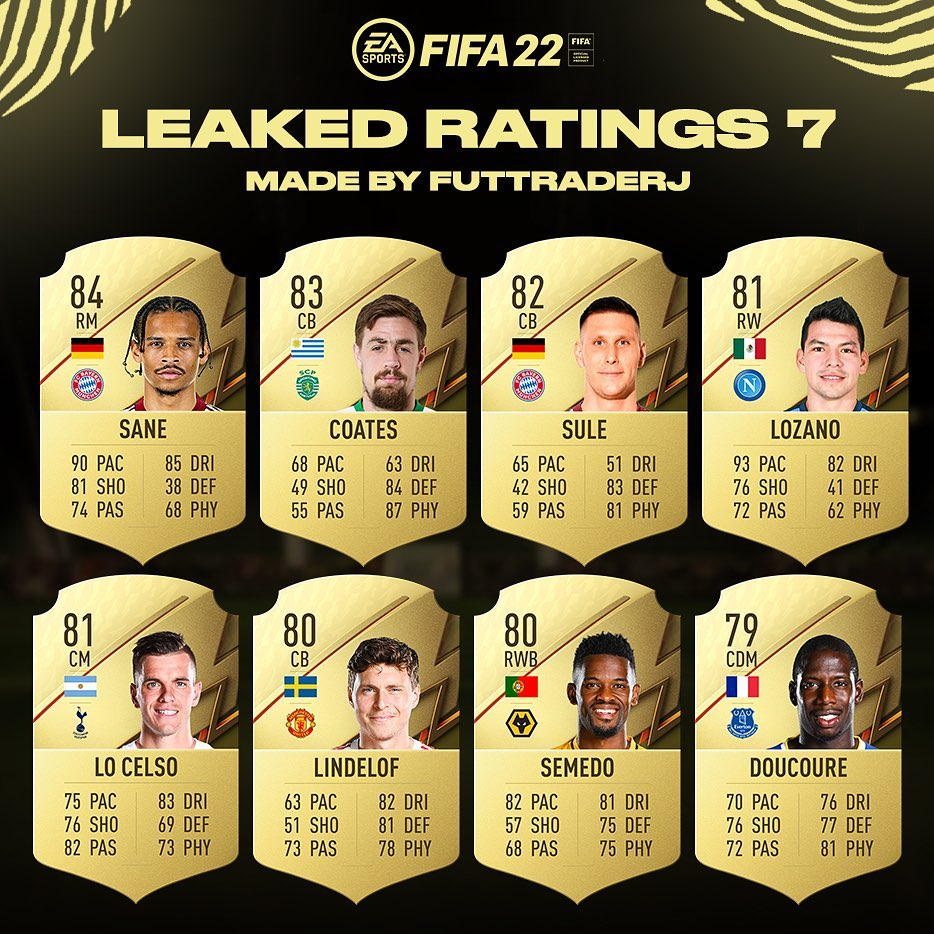 EA SPORTS FIFA 22 FIFA OFFICIAL LICENSED PRODUCT
LEAKED RATINGS 7
MADE BY FUTTRADERJ
84
RM
SANE
90 PAC 85 DRI
81 SHO 38 DEF
74 PAS 68 PHY
83
CB
SCP
COATES
68 PAC 63 DRI
49 SHO 84 DEF
55 PAS 87 PHY
82
CB
SULE
65 PAC 51 DRI
42 SHO 83 DEF
59 PAS 81 PHY
81
RW
N
LOZANO
93 PAC 82 DRI
76 SHO 41 DEF
72 PAS 62 PHY
81
CM
LO CELSO
75 PAC 83 DRI
76 SHO 69 DEF
82 PAS 73 PHY
80
CB
LINDELOF
63 PAC 82 DRI
51 SHO 81 DEF
73 PAS 78 PHY
80
RWB
SEMEDO
82 PAC 81 DRI
57 SHO 75 DEF
68 PAS 75 PHY
79
CDM
Everton
DOUCOURE
70 PAC 76 DRI
76 SHO 77 DEF
72 PAS 81 PHY